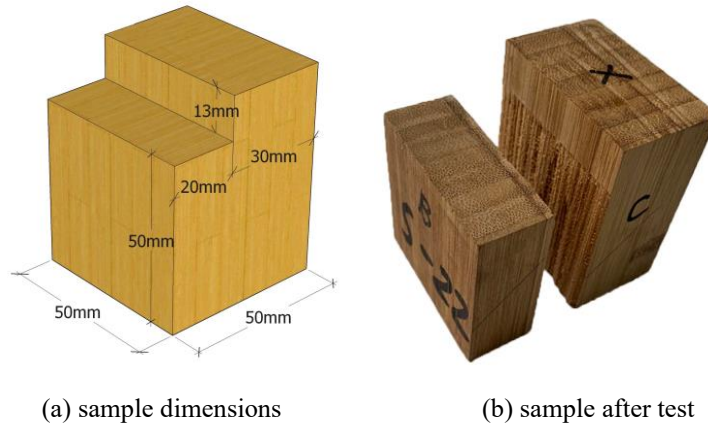 13mm
30mm
20mm
50mm
50mm
50mm
X
C
B
S-22
(a) sample dimensions
(b) sample after test